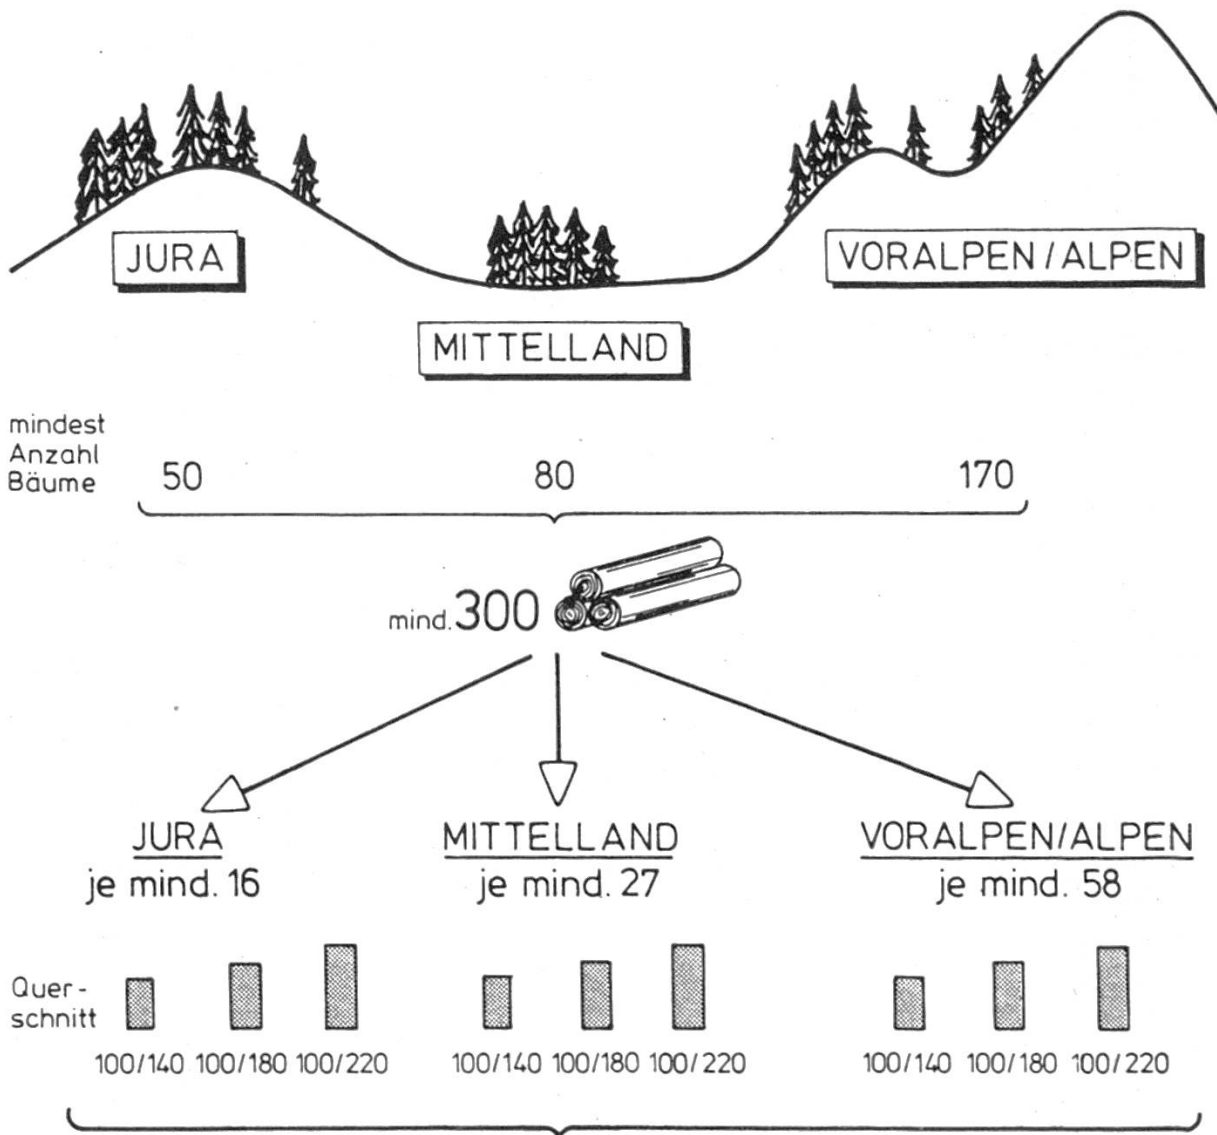 JURA
VORALPEN/ALPEN
MITTELLAND
mindest
Anzahl
Bäume 50 80 170
mind. 300
JURA MITTELLAND VORALPEN/ALPEN
je mind. 16 je mind. 27 je mind. 58
Quer-
schnitt
100/140 100/180 100/220 100/140 100/180 100/220 100/140 100/180 100/220